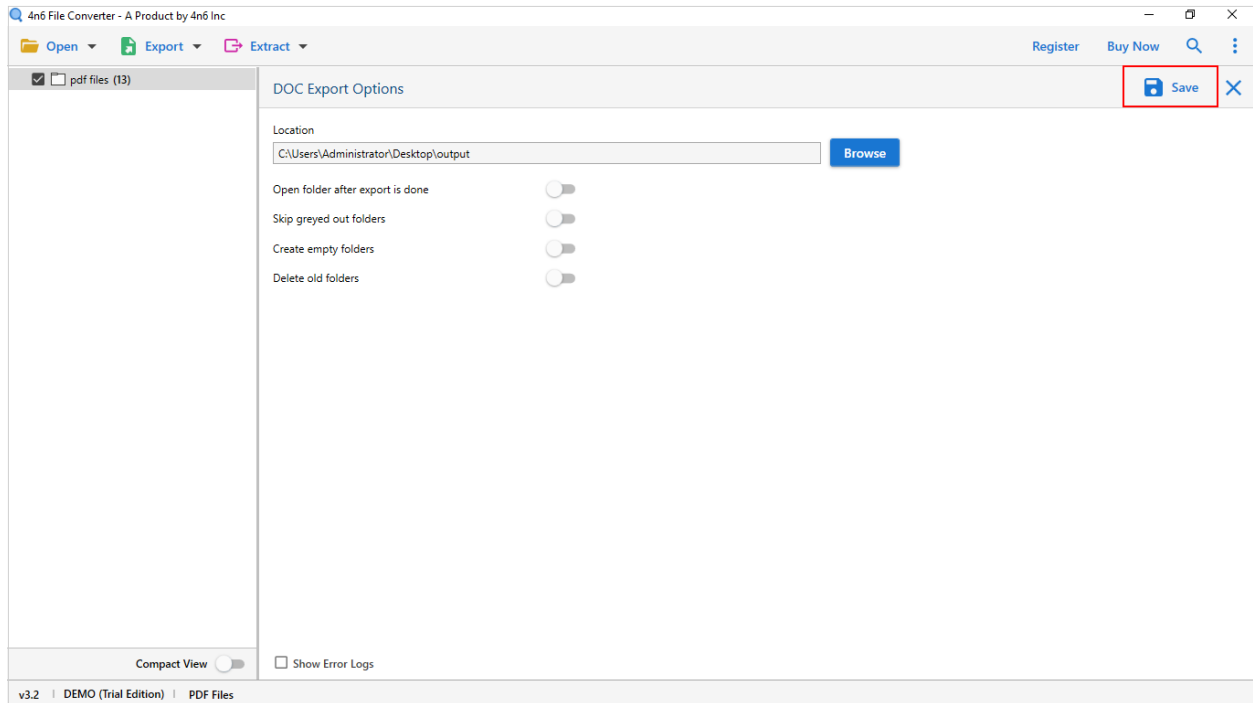 4n6 File Converter - A Product by 4n6 Inc
Open Export Extract Register Buy Now
pdf files (13)
DOC Export Options Save
Location
C:\Users\Administrator\Desktop\output Browse
Open folder after export is done
Skip greyed out folders
Create empty folders
Delete old folders
Compact View Show Error Logs
v3.2 | DEMO (Trial Edition) | PDF Files